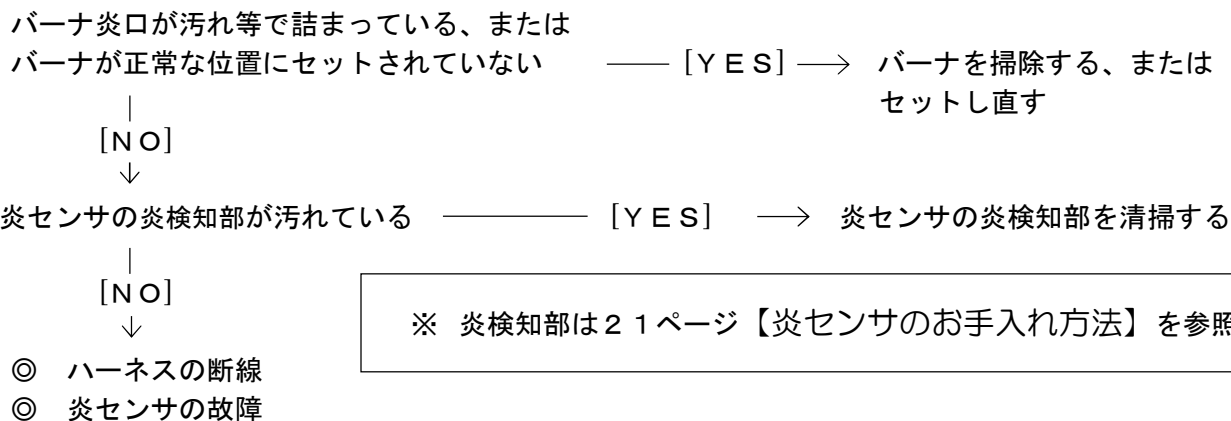 バーナ炎口が汚れ等で詰まっている、または
バーナが正常な位置にセットされていない ―― [ＹＥＳ] ―→ バーナを掃除する、または
セットし直す
[ＮＯ]
↓
炎センサの炎検知部が汚れている ―――― [ＹＥＳ] ―→ 炎センサの炎検知部を清掃する
[ＮＯ]
↓
※ 炎検知部は２１ページ【炎センサのお手入れ方法】を参照
◎ ハーネスの断線
◎ 炎センサの故障